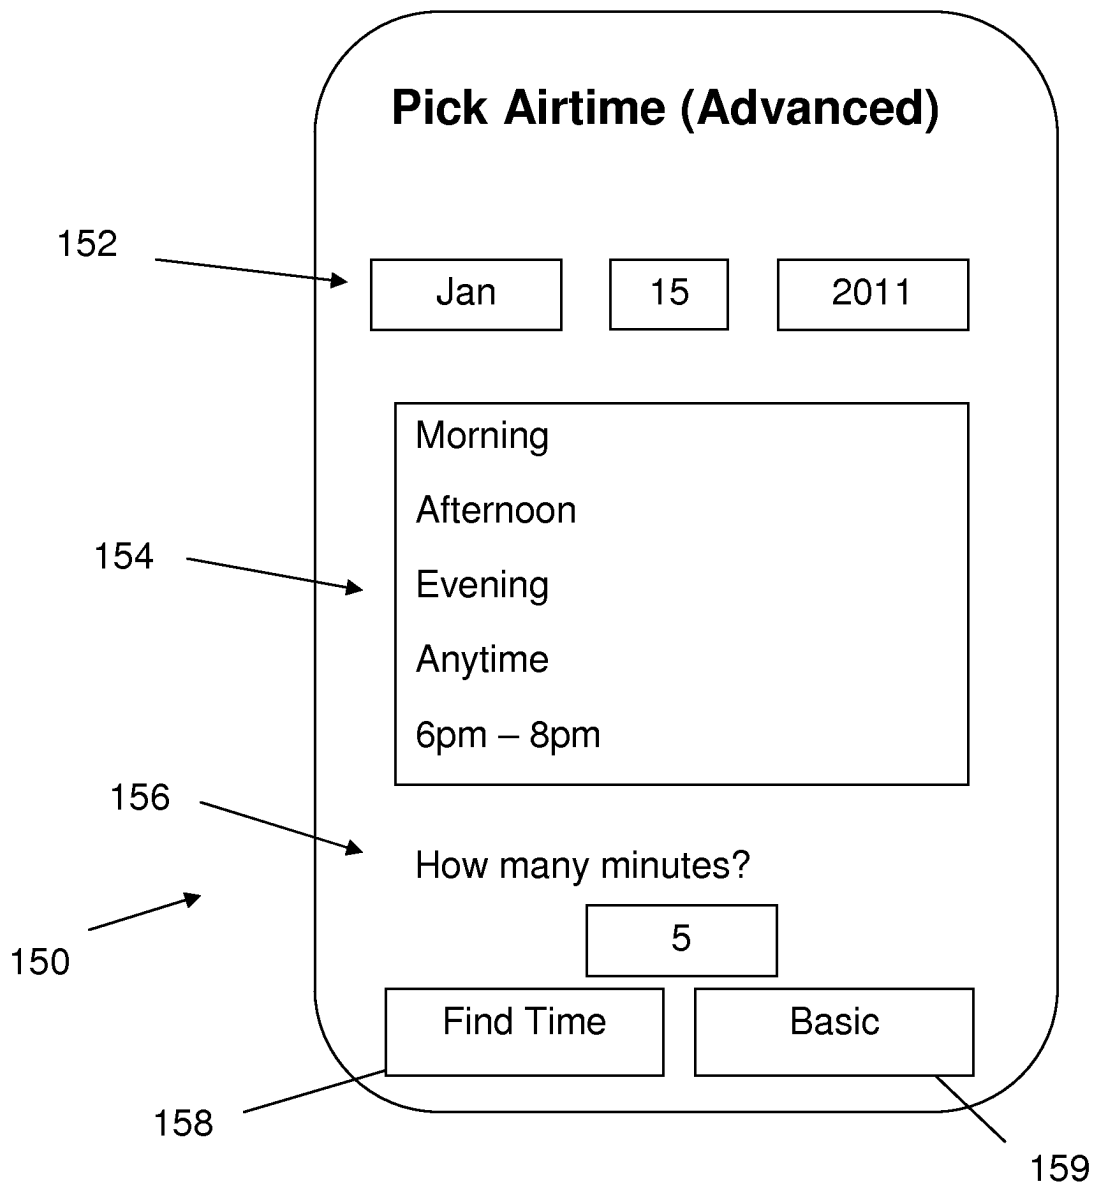 Pick Airtime (Advanced)
152
Jan 15 2011
Morning
Afternoon
154
Evening
Anytime
6pm – 8pm
156
How many minutes?
5
150
Find Time Basic
158
159